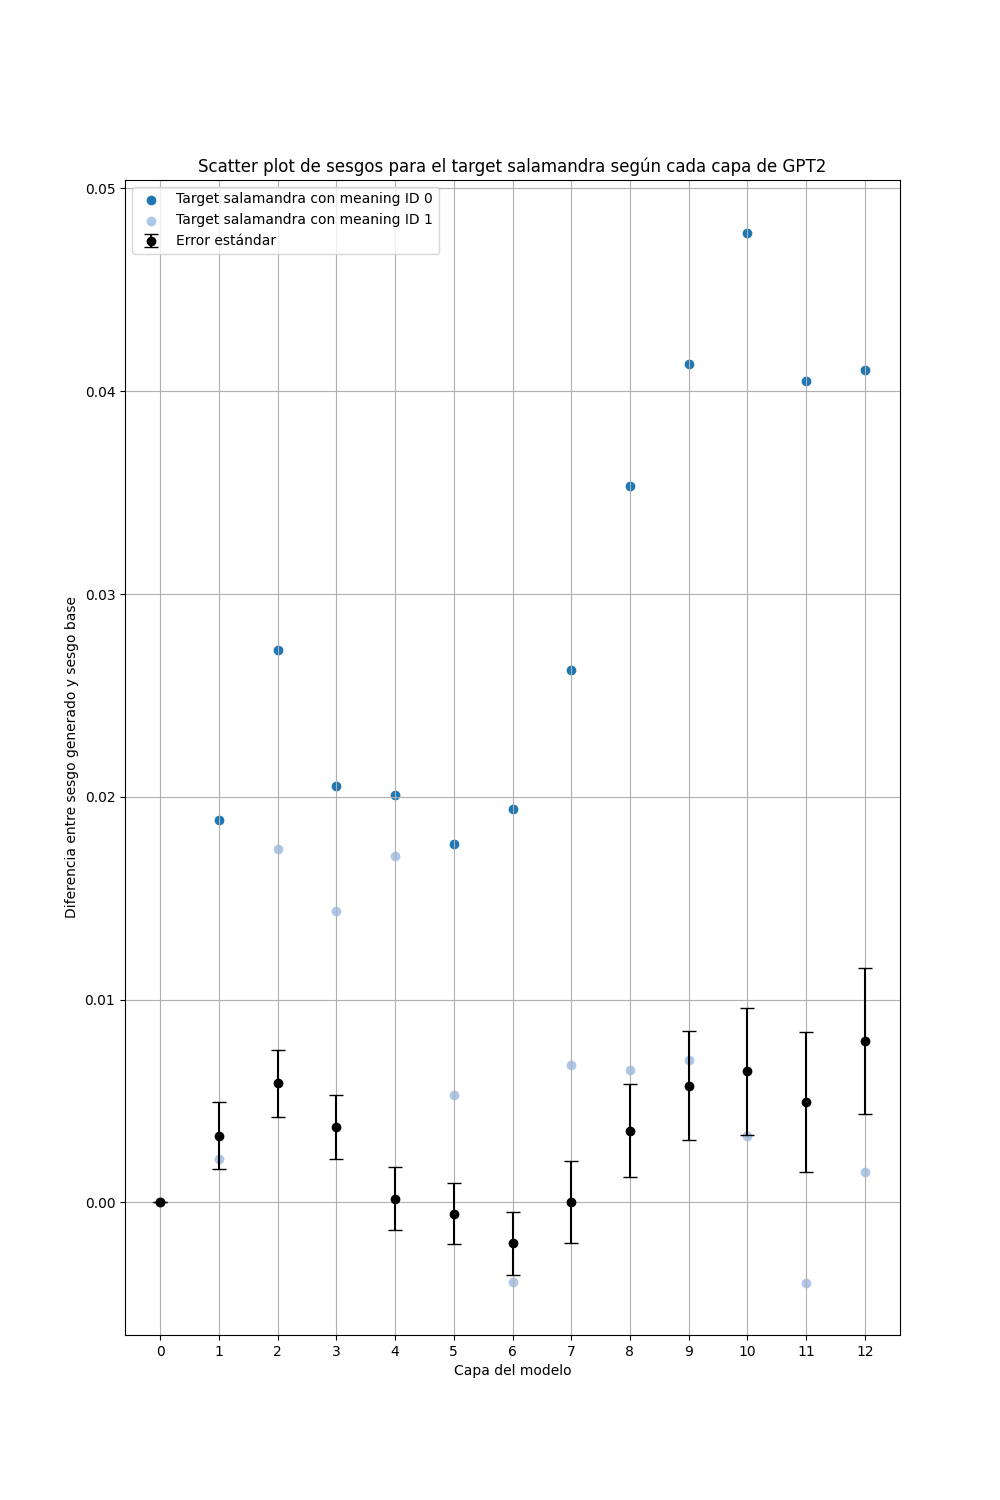 Scatter plot de sesgos para el target salamandra según cada capa de GPT2
Target salamandra con meaning ID 0
Target salamandra con meaning ID 1
Error estándar
Diferencia entre sesgo generado y sesgo base
0.05
0.04
0.03
0.02
0.01
0.00
0 1 2 3 4 5 6 7 8 9 10 11 12
Capa del modelo